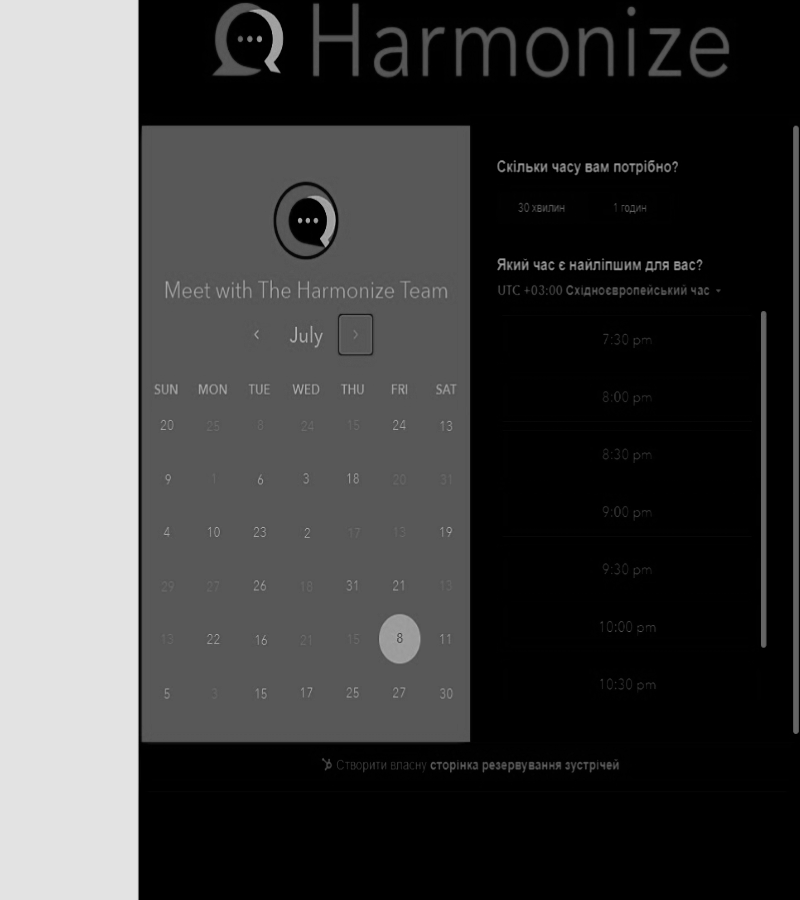 Harmonize
Meet with The Harmonize Team
July
SUN MON TUE WED THU FRI SAT
20 25 8 24 15 24 13
9 1 6 3 18 20 31
4 10 23 2 17 13 19
29 27 26 18 31 21 13
13 22 16 21 15 8 11
5 3 15 17 25 27 30
Скільки часу вам потрібно?
30 хвилин 1 годин
Який час є найліпшим для вас?
UTC +03:00 Східноєвропейський час
7:30 pm
8:00 pm
8:30 pm
9:00 pm
9:30 pm
10:00 pm
10:30 pm
Створити власну сторінка резервування зустрічей